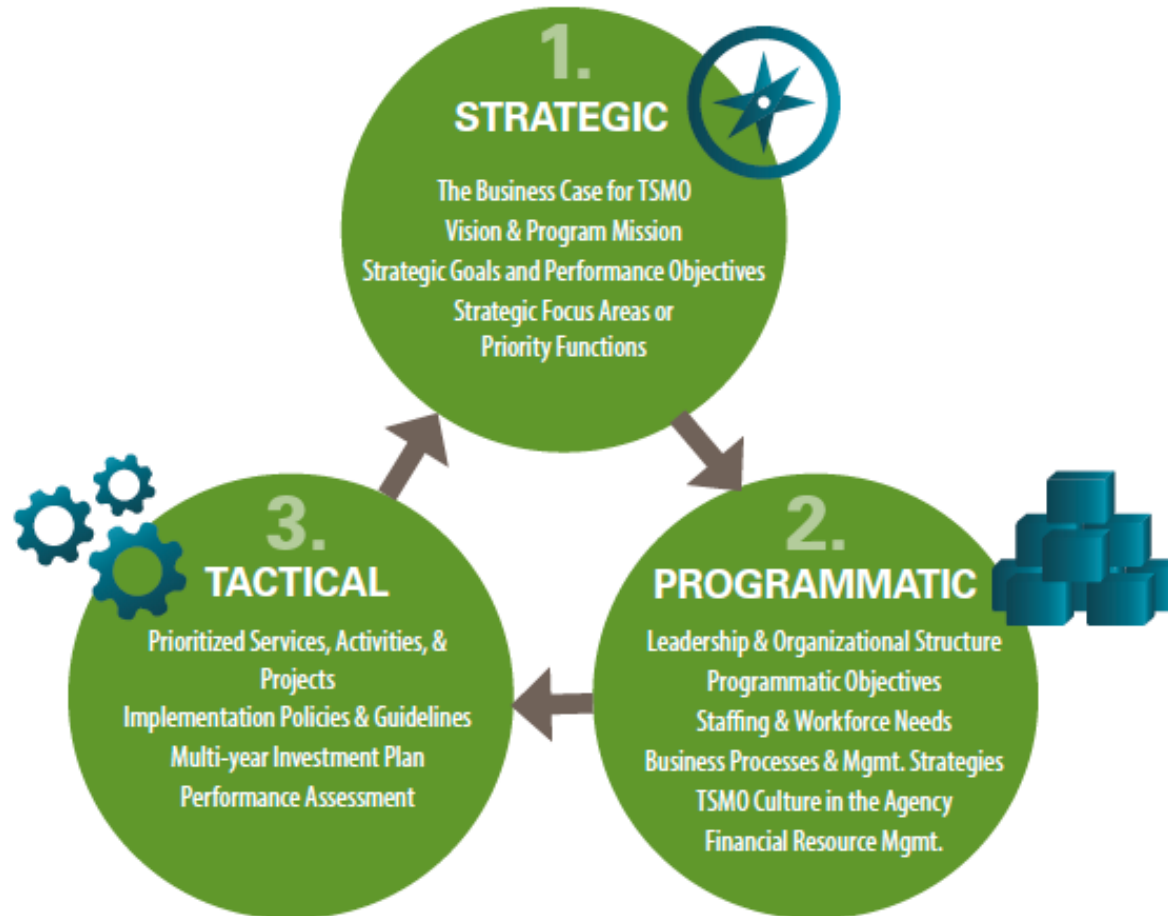 1.
STRATEGIC
The Business Case for TSMO
Vision & Program Mission
Strategic Goals and Performance Objectives
Strategic Focus Areas or
Priority Functions
2.
PROGRAMMATIC
Leadership & Organizational Structure
Programmatic Objectives
Staffing & Workforce Needs
Business Processes & Mgmt. Strategies
TSMO Culture in the Agency
Financial Resource Mgmt.
3.
TACTICAL
Prioritized Services, Activities, &
Projects
Implementation Policies & Guidelines
Multi-year Investment Plan
Performance Assessment